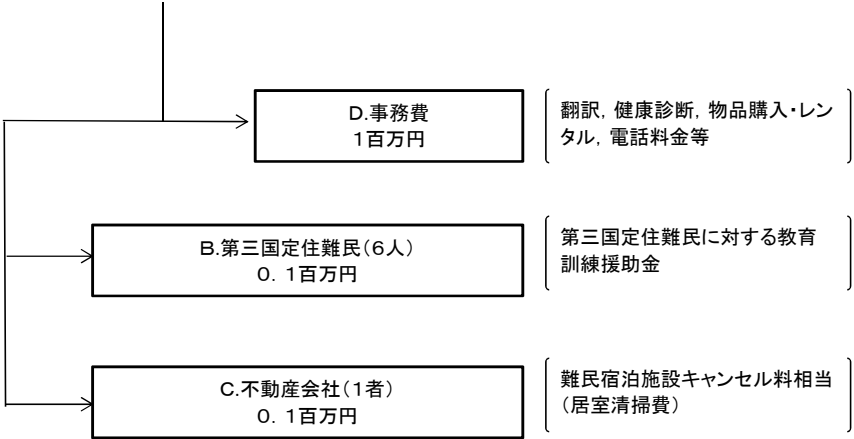 D.事務費
1百万円
翻訳，健康診断，物品購入・レン
タル，電話料金等
B.第三国定住難民（６人）
０．１百万円
第三国定住難民に対する教育
訓練援助金
C.不動産会社（１者）
０．１百万円
難民宿泊施設キャンセル料相当
（居室清掃費）